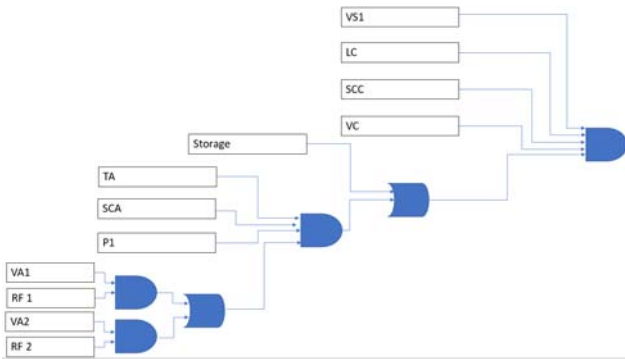 VS1
LC
SCC
VC
Storage
TA
SCA
P1
VA1
RF 1
VA2
RF 2